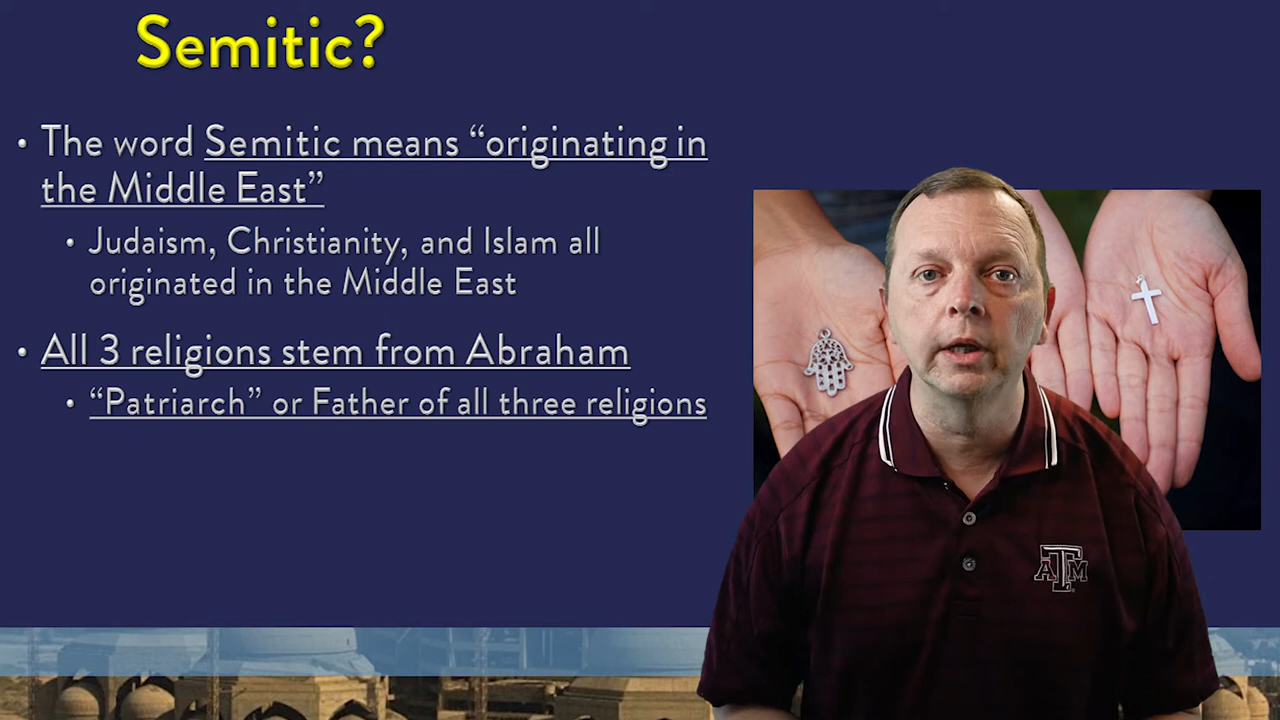 Semitic?
• The word Semitic means “originating in
the Middle East”
• Judaism, Christianity, and Islam all
originated in the Middle East
• All 3 religions stem from Abraham
• “Patriarch” or Father of all three religions
ATM